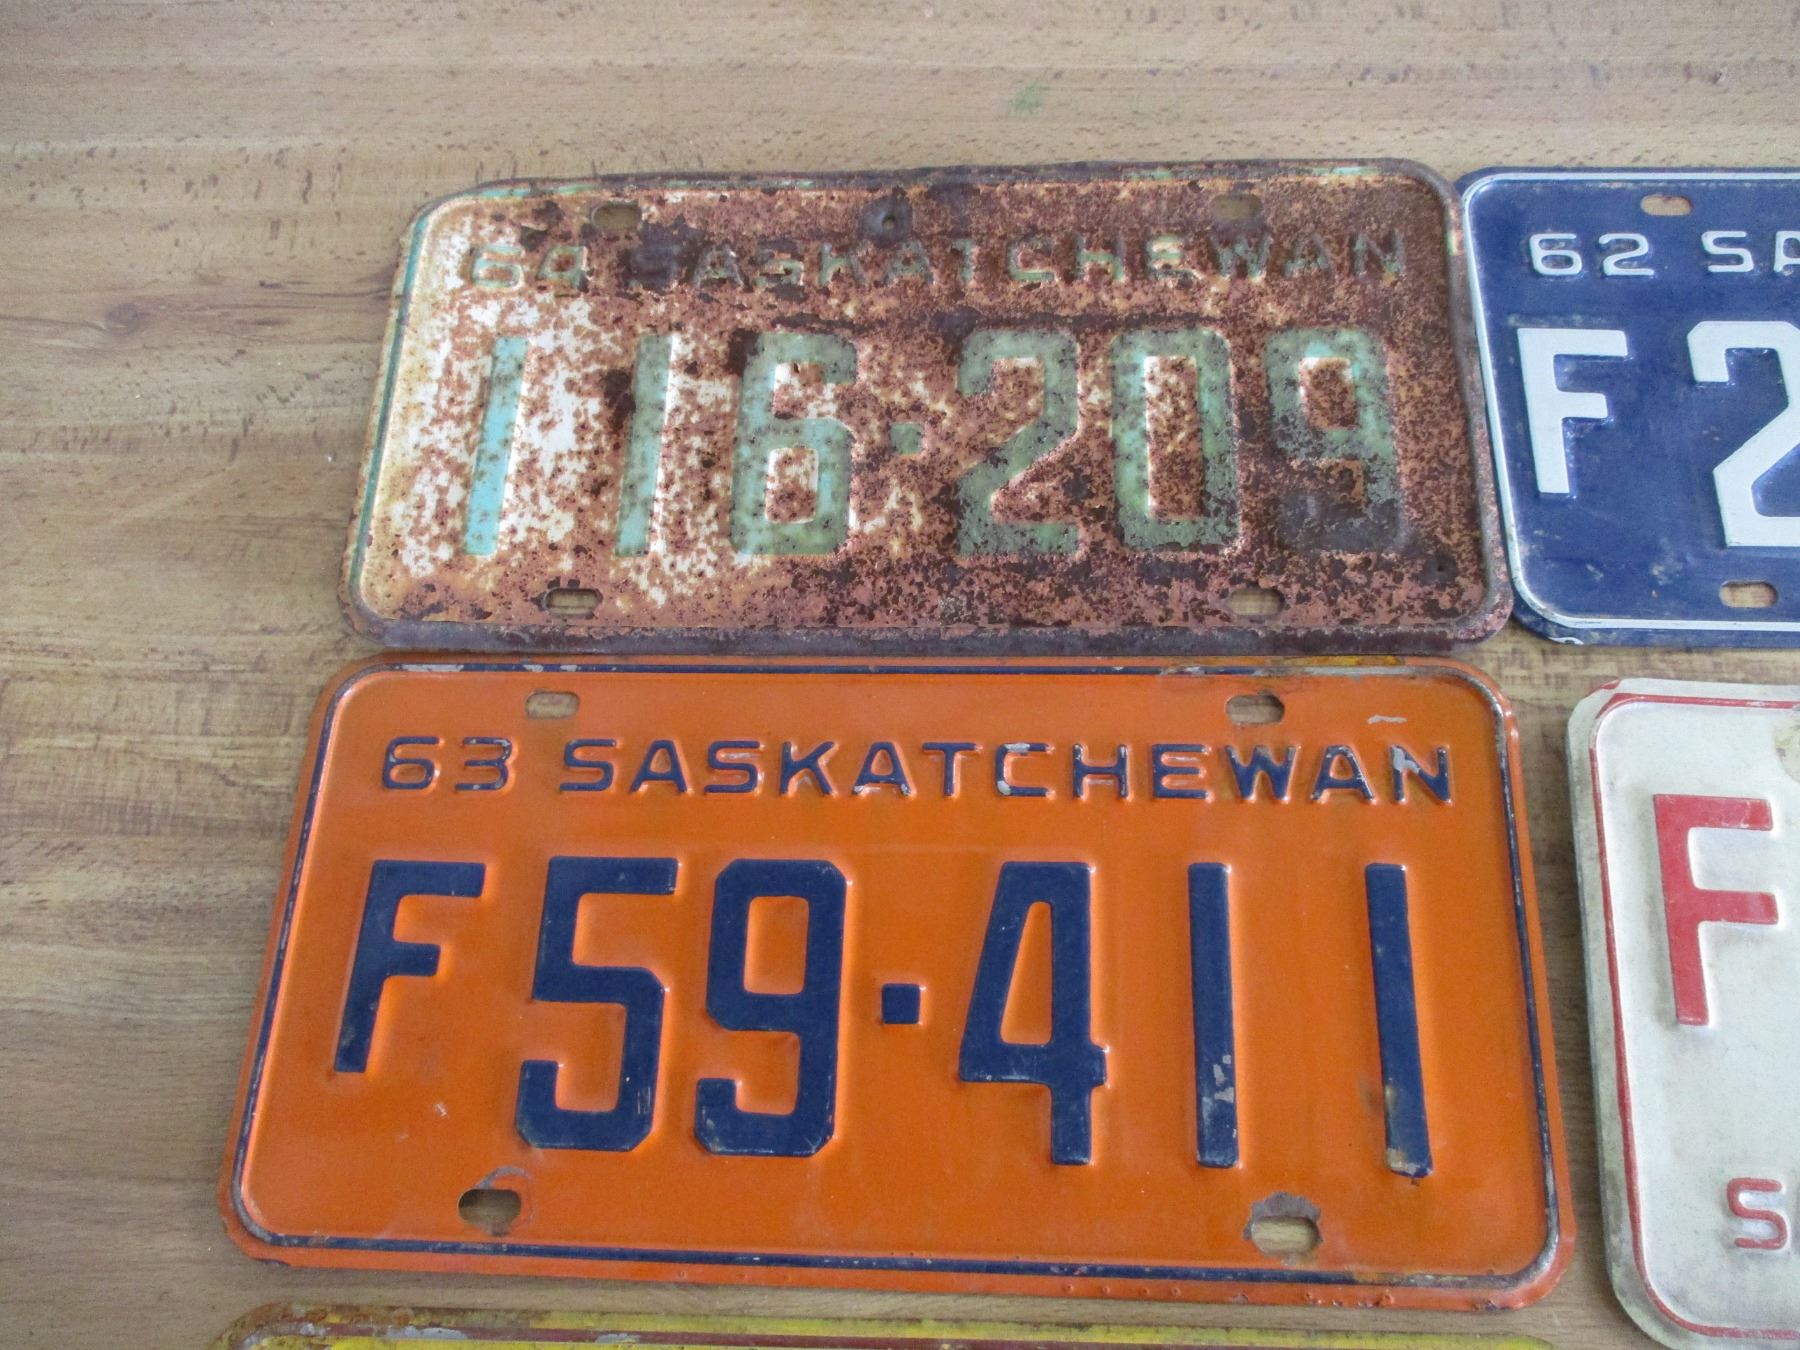 64 SASKATCHEWAN
116·209
62 SA
F 2
63 SASKATCHEWAN
F59·411
F
S